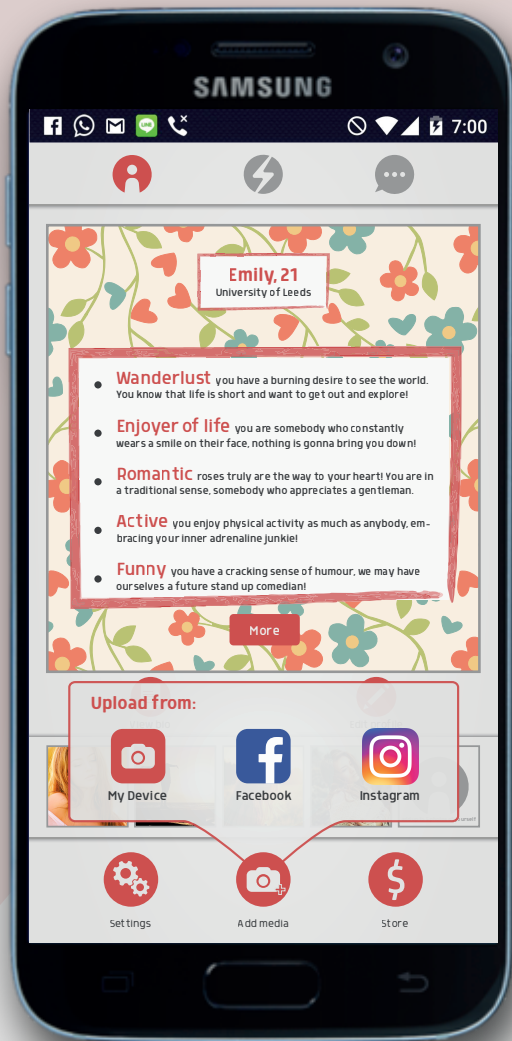 SAMSUNG
7:00
Emily, 21
University of Leeds
Wanderlust you have a burning desire to see the world.
You know that life is short and want to get out and explore!
Enjoyer of life you are somebody who constantly
wears a smile on their face, nothing is gonna bring you down!
Romantic roses truly are the way to your heart! You are in
a traditional sense, somebody who appreciates a gentleman.
Active you enjoy physical activity as much as anybody, em-
bracing your inner adrenaline junkie!
Funny you have a cracking sense of humour, we may have
ourselves a future stand up comedian!
More
Upload from:
My Device
Facebook
Instagram
Settings
Add media
Store